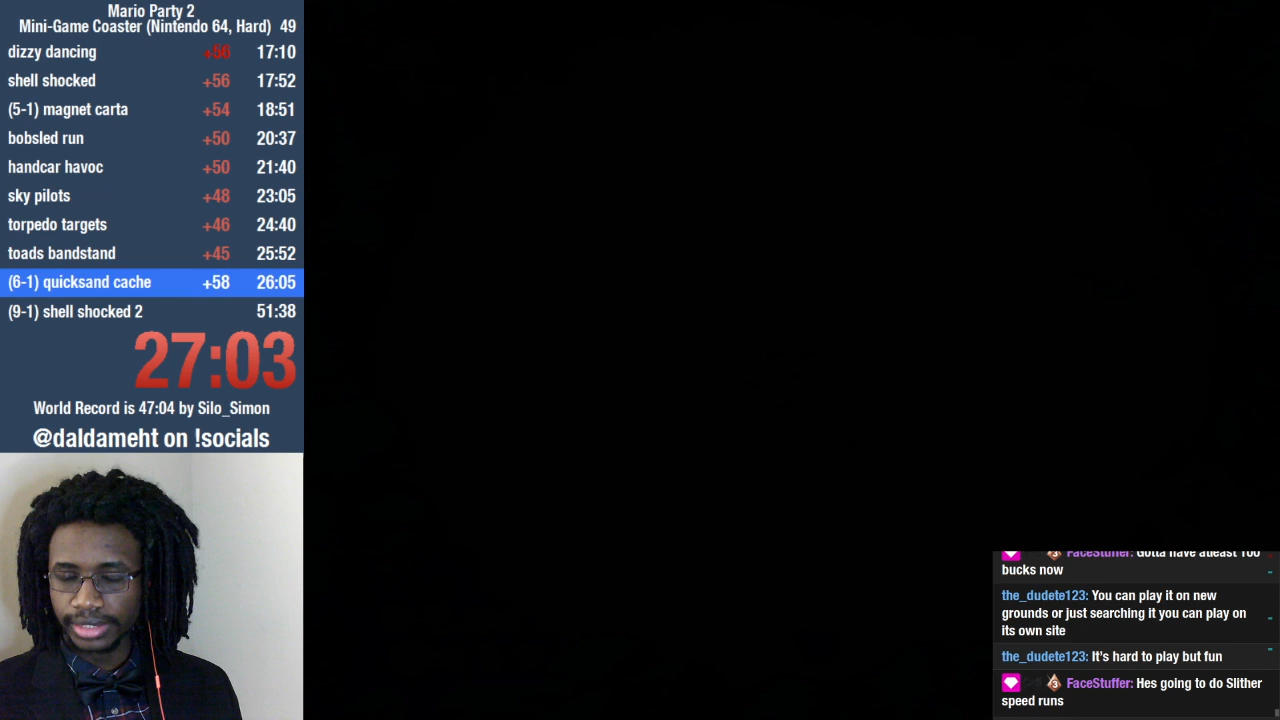 Mario Party 2
Mini-Game Coaster (Nintendo 64, Hard) 49
dizzy dancing +56 17:10
shell shocked +56 17:52
(5-1) magnet carta +54 18:51
bobsled run +50 20:37
handcar havoc +50 21:40
sky pilots +48 23:05
torpedo targets +46 24:40
toads bandstand +45 25:52
(6-1) quicksand cache +58 26:05
(9-1) shell shocked 2 51:38
27:03
World Record is 47:04 by Silo_Simon
@daldameht on !socials
FaceStuffer: Gotta have atleast 100
bucks now
the_dudete123: You can play it on new
grounds or just searching it you can play on
its own site
the_dudete123: It's hard to play but fun
3 FaceStuffer: Hes going to do Slither
speed runs